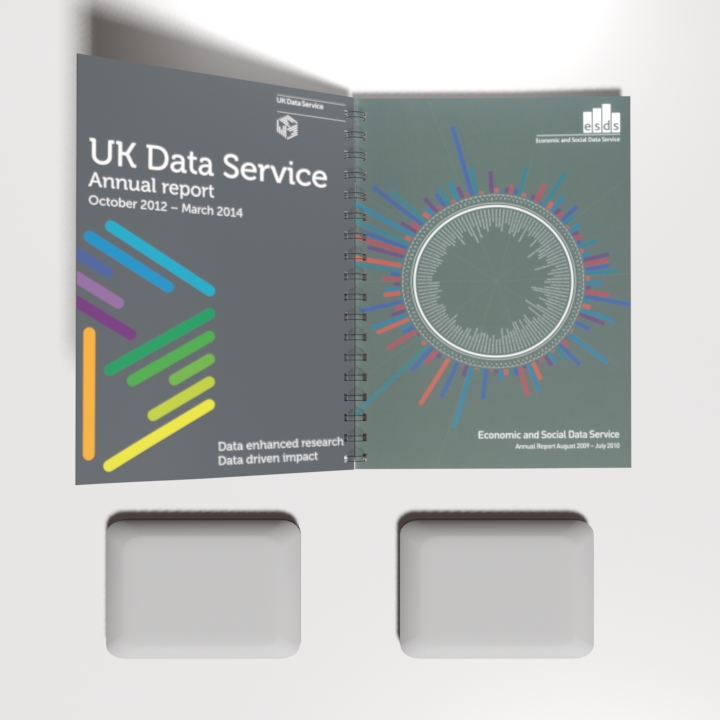 UK Data Service
UK Data Service
Annual report
October 2012 – March 2014
Data enhanced research
Data driven impact
esds
Economic and Social Data Service
Economic and Social Data Service
Annual Report August 2009 – July 2010